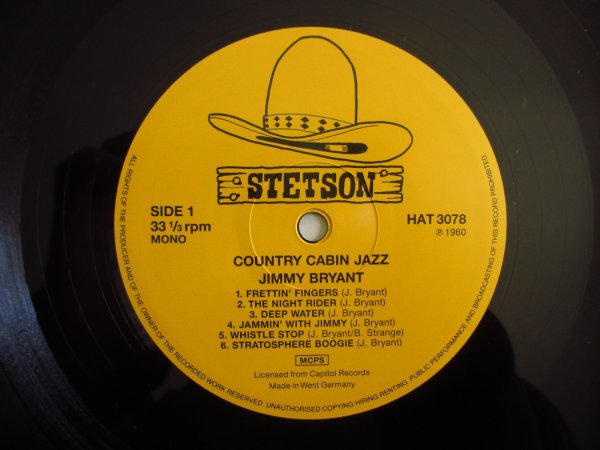 STETSON
SIDE 1
33 1/3 rpm
MONO
HAT 3078
℗ 1960
COUNTRY CABIN JAZZ
JIMMY BRYANT
1. FRETTIN' FINGERS (J. Bryant)
2. THE NIGHT RIDER (J. Bryant)
3. DEEP WATER (J. Bryant)
4. JAMMIN' WITH JIMMY (J. Bryant)
5. WHISTLE STOP (J. Bryant/B. Strange)
6. STRATOSPHERE BOOGIE (J. Bryant)
MCPS
Licensed from Capitol Records
Made in West Germany
ALL RIGHTS OF THE PRODUCER AND OF THE OWNER OF THE RECORDED WORK RESERVED. UNAUTHORISED COPYING HIRING RENTING. PUBLIC PERFORMANCE AND BROADCASTING OF THIS RECORD PROHIBITED.